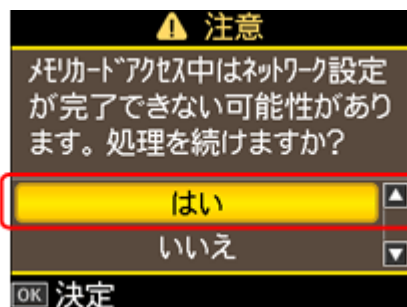 注意
ﾒﾓﾘｶｰﾄﾞｱｸｾｽ中はﾈｯﾄﾜｰｸ設定
が完了できない可能性があり
ます。処理を続けますか?
はい
いいえ
OK 決定